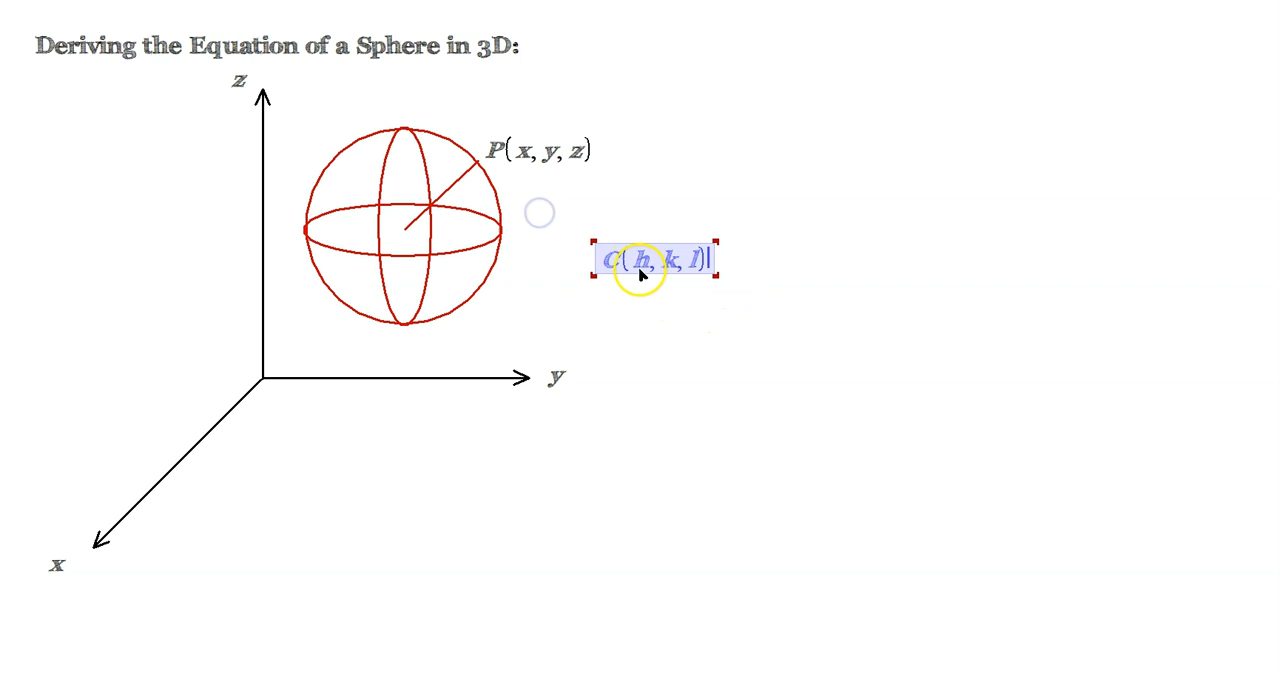 Deriving the Equation of a Sphere in 3D:
z
P(x, y, z)
C(h, k, l)
y
x